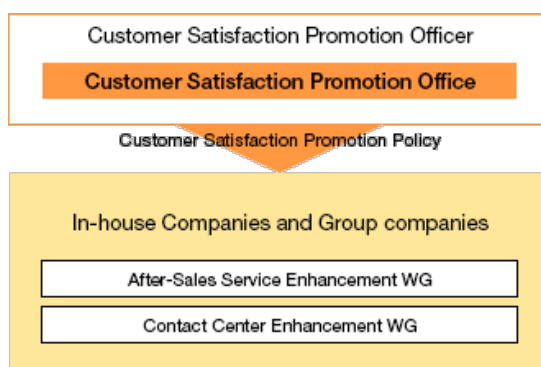 Customer Satisfaction Promotion Officer
Customer Satisfaction Promotion Office
Customer Satisfaction Promotion Policy
In-house Companies and Group companies
After-Sales Service Enhancement WG
Contact Center Enhancement WG